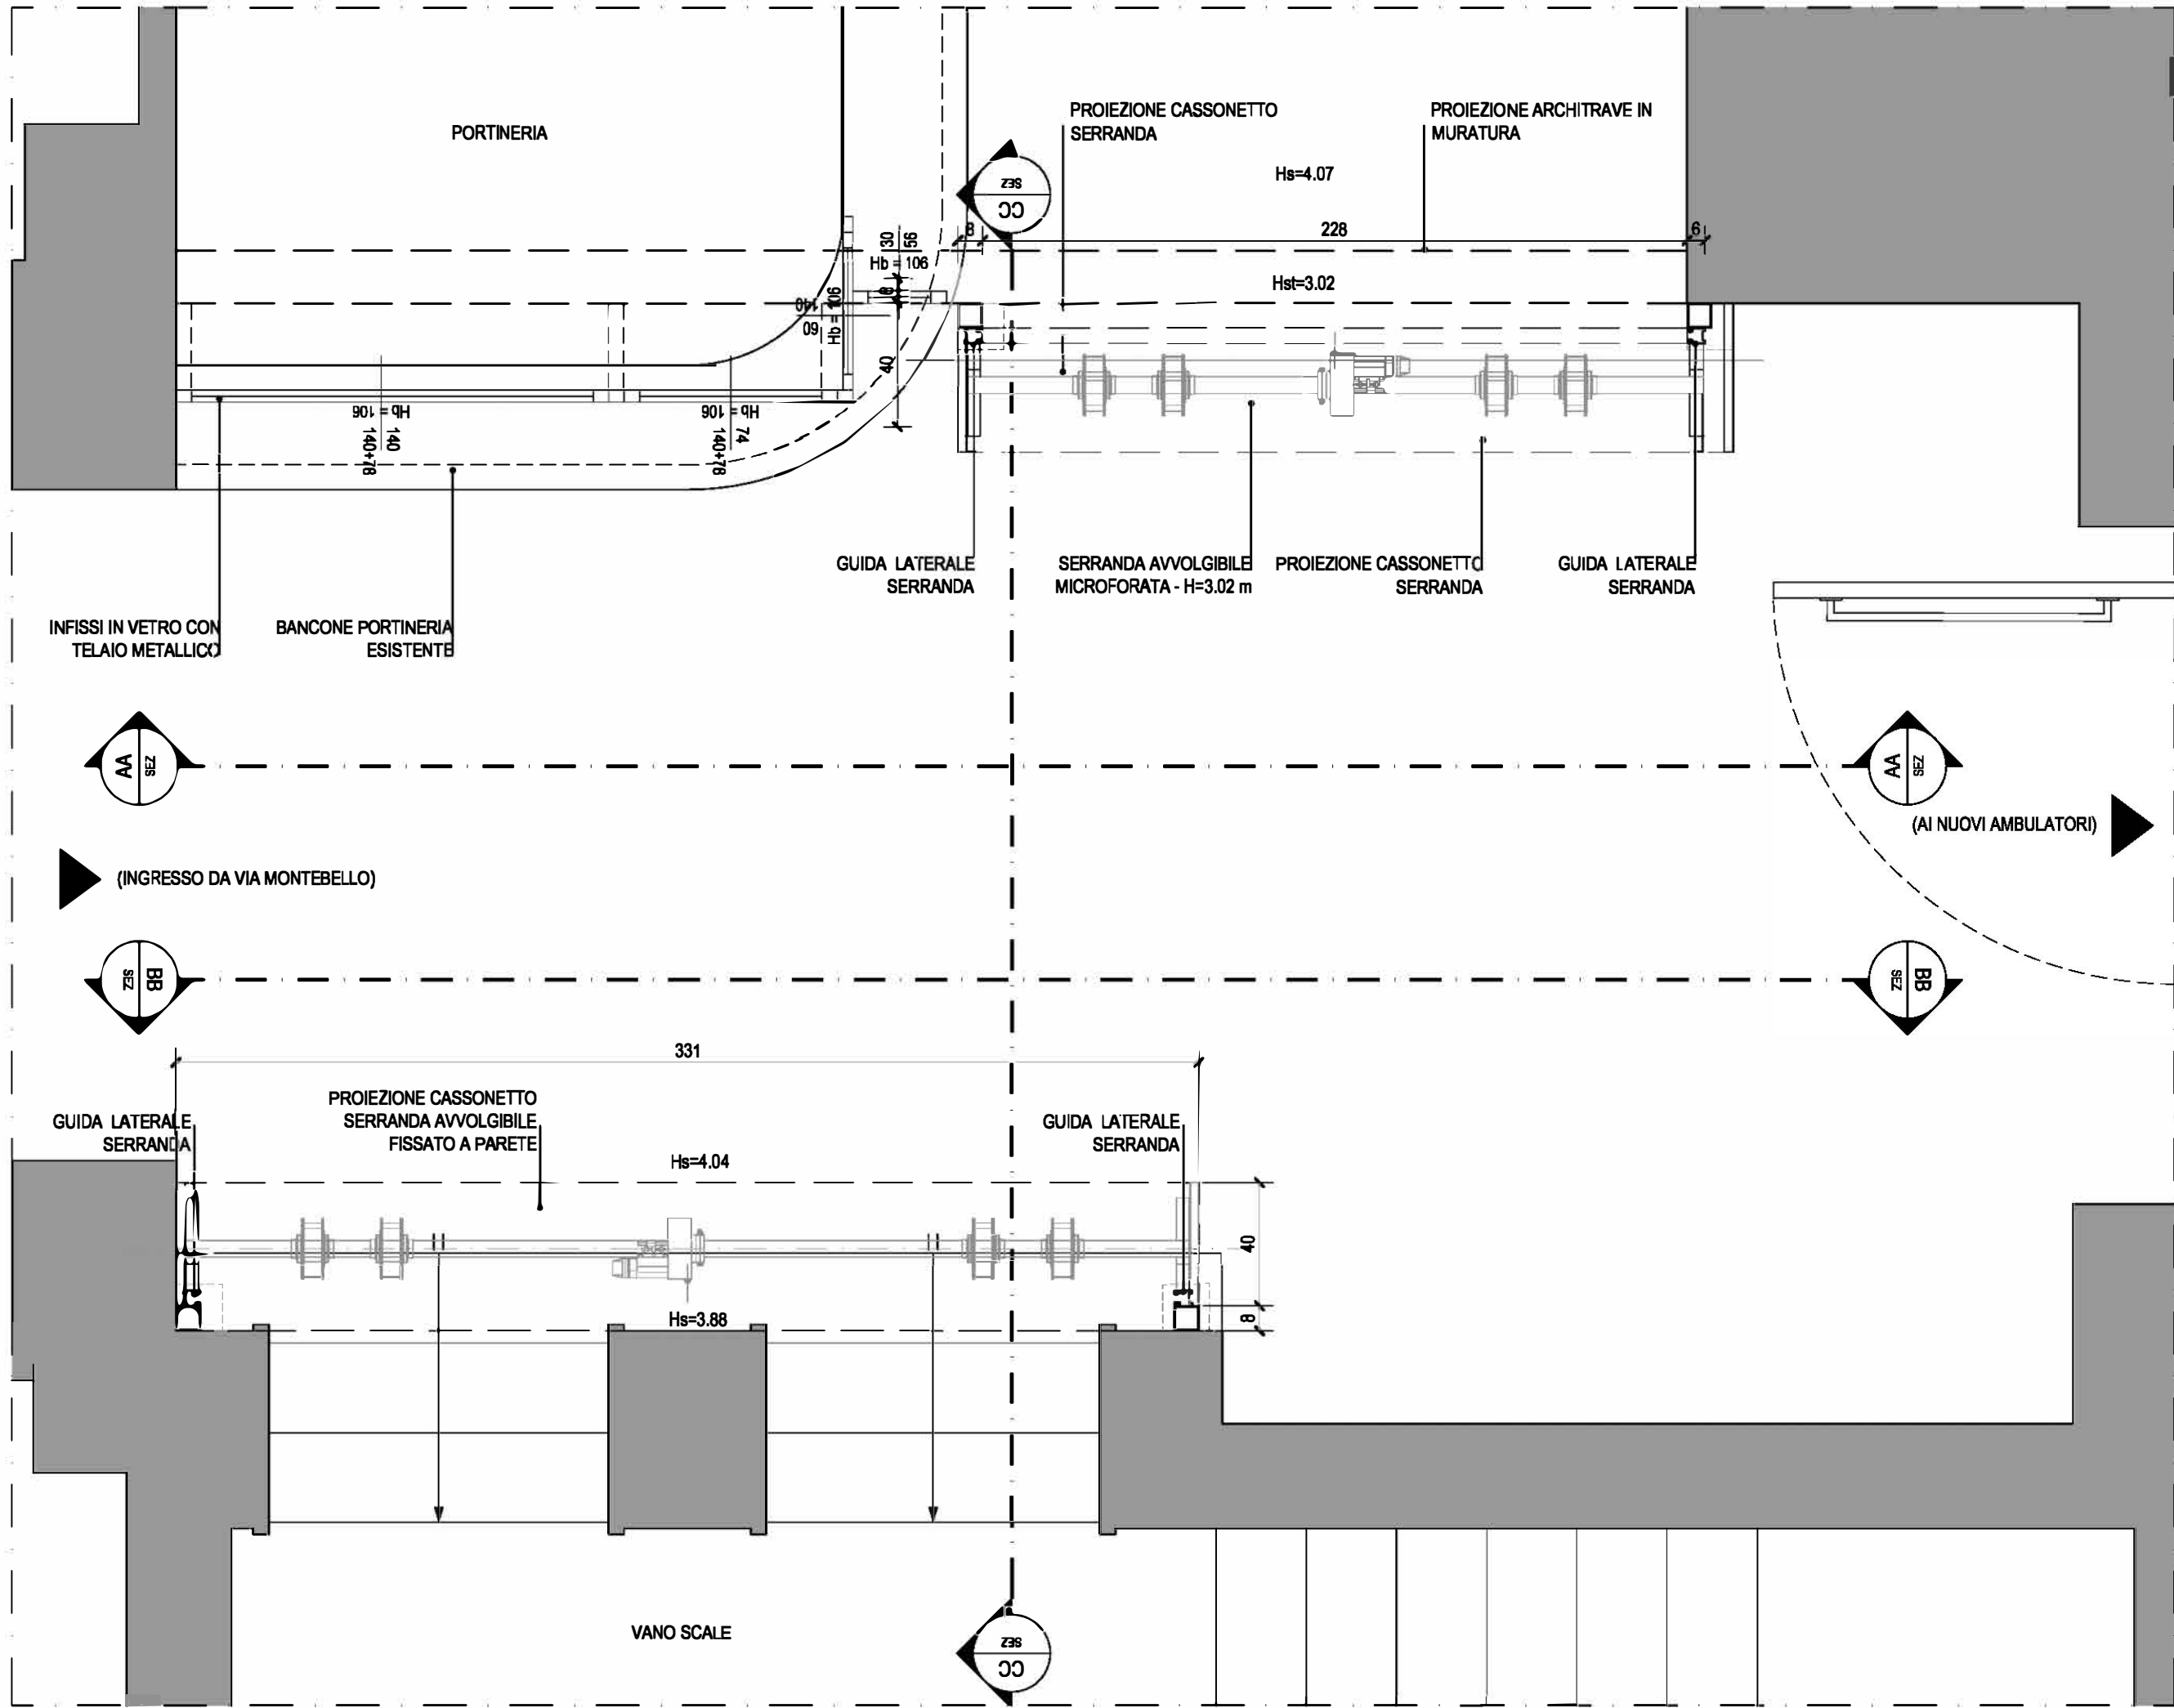 PORTINERIA
PROIEZIONE CASSONETTO
SERRANDA
PROIEZIONE ARCHITRAVE IN
MURATURA
Hs=4.07
SEZ
CC
8
228
6
30
56
Hb = 106
Hst=3.02
8
140
60
Hb = 106
40
Hb = 106
140
140+78
Hb = 106
74
140+78
GUIDA LATERALE
SERRANDA
SERRANDA AVVOLGIBILE
MICROFORATA - H=3.02 m
PROIEZIONE CASSONETTO
SERRANDA
GUIDA LATERALE
SERRANDA
INFISSI IN VETRO CON
TELAIO METALLICO
BANCONE PORTINERIA
ESISTENTE
AA
SEZ
AA
SEZ
(AI NUOVI AMBULATORI)
(INGRESSO DA VIA MONTEBELLO)
BB
SEZ
BB
SEZ
331
GUIDA LATERALE
SERRANDA
PROIEZIONE CASSONETTO
SERRANDA AVVOLGIBILE
FISSATO A PARETE
GUIDA LATERALE
SERRANDA
Hs=4.04
40
Hs=3.88
8
VANO SCALE
SEZ
CC